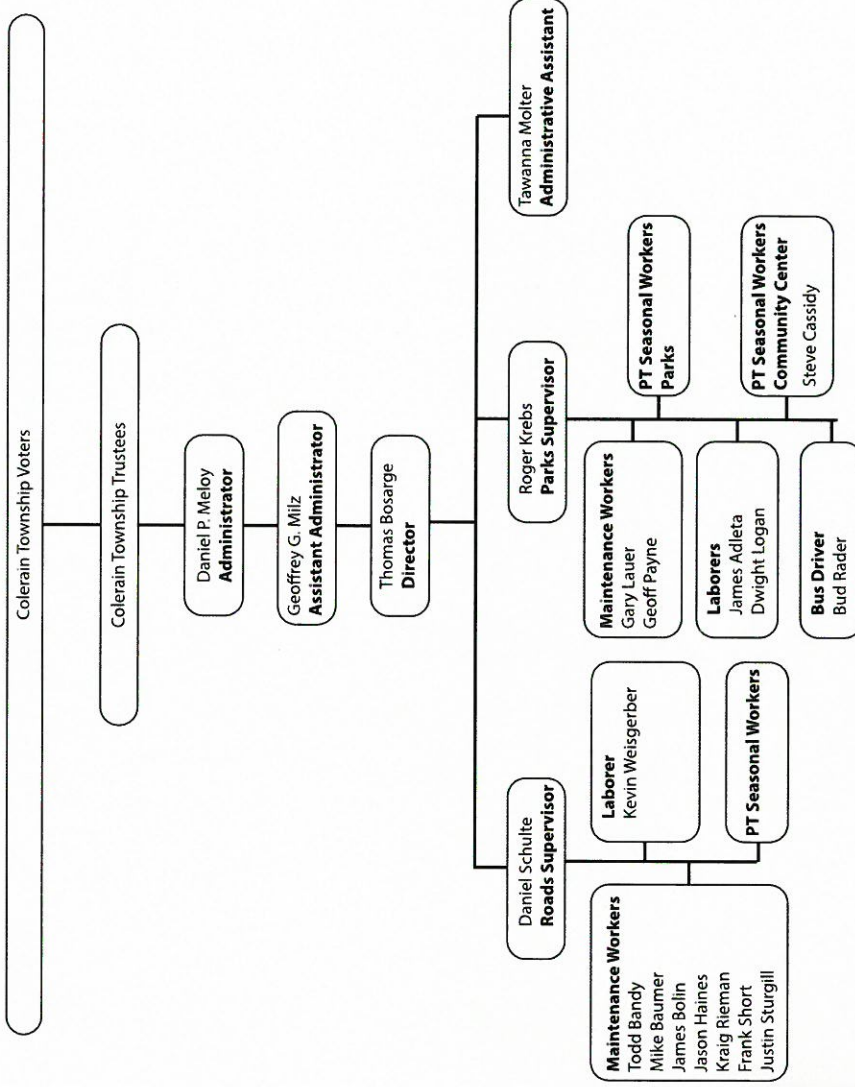 Colerain Township Voters
Colerain Township Trustees
Daniel P. Meloy
Administrator
Geoffrey G. Milz
Assistant Administrator
Thomas Bosarge
Director
Daniel Schulte
Roads Supervisor
Roger Krebs
Parks Supervisor
Tawanna Molter
Administrative Assistant
Maintenance Workers
Todd Bandy
Mike Baumer
James Bolin
Jason Haines
Kraig Rieman
Frank Short
Justin Sturgill
Laborer
Kevin Weisgerber
PT Seasonal Workers
Maintenance Workers
Gary Lauer
Geoff Payne
Laborers
James Adleta
Dwight Logan
Bus Driver
Bud Rader
PT Seasonal Workers
Parks
PT Seasonal Workers
Community Center
Steve Cassidy